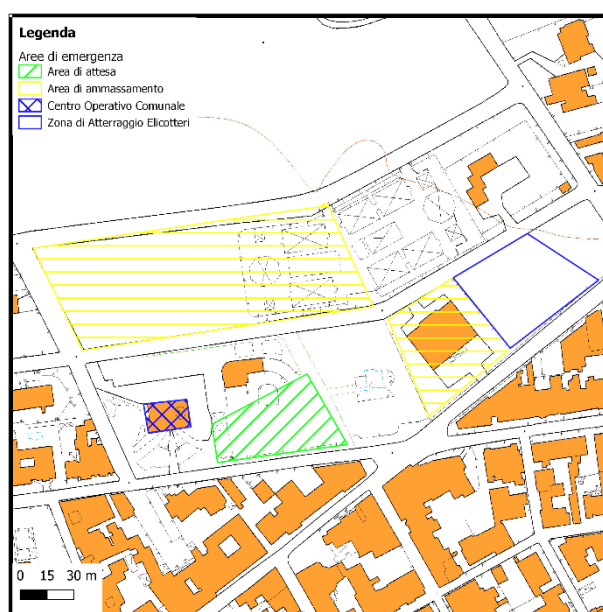 Legenda
Aree di emergenza
Area di attesa
Area di ammassamento
Centro Operativo Comunale
Zona di Atterraggio Elicotteri
0 15 30 m